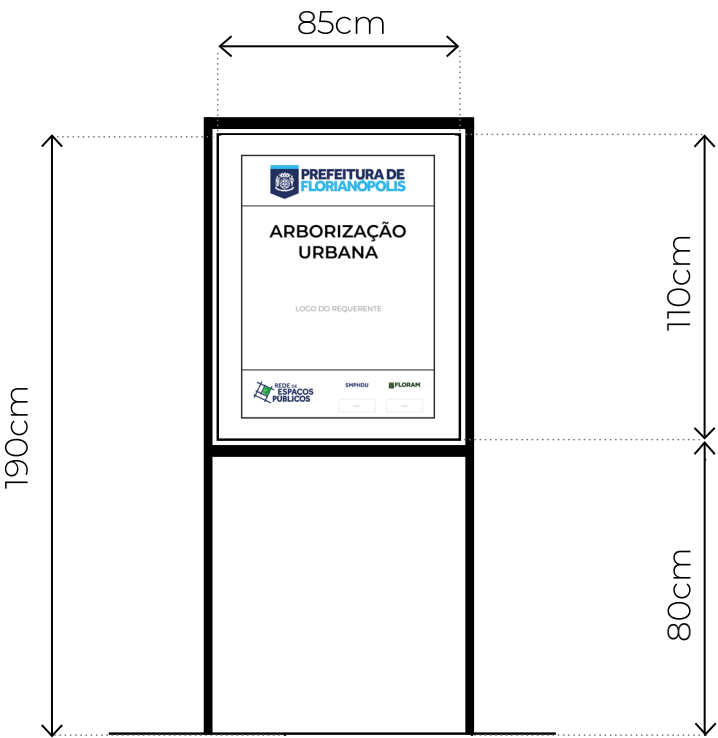 85cm
PREFEITURA DE
FLORIANÓPOLIS
ARBORIZAÇÃO
URBANA
LOGO DO REQUERENTE
REDE DE
ESPAÇOS
PÚBLICOS
SMPHDU
FLORAM
190cm
110cm
80cm